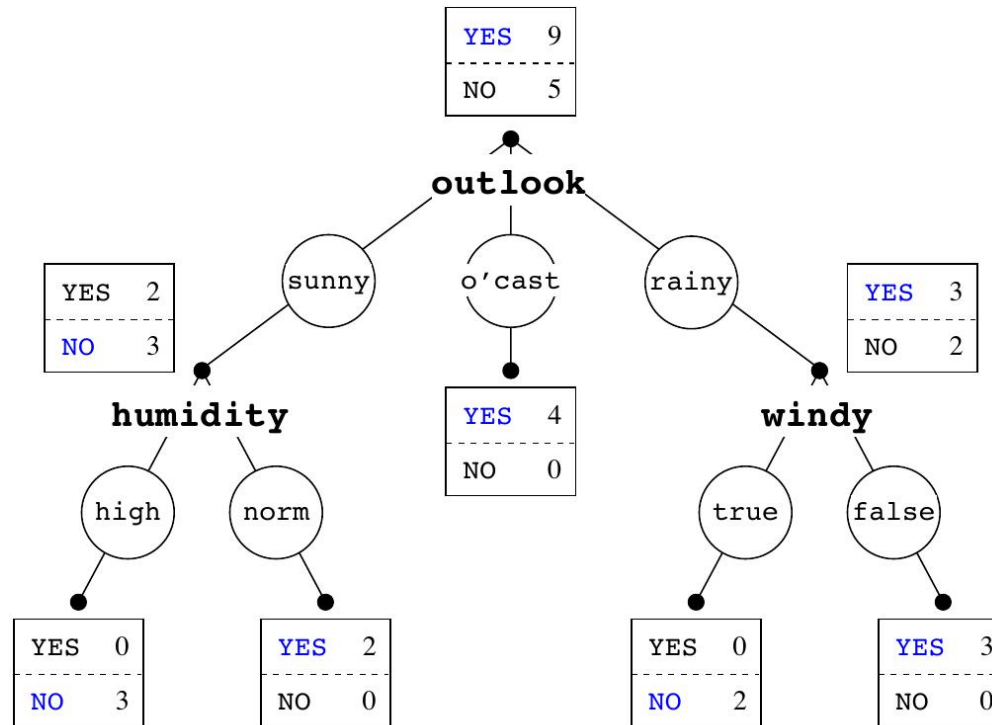 YES 9
NO 5
outlook
sunny o'cast rainy
YES 2
NO 3
YES 3
NO 2
humidity
YES 4
NO 0
windy
high norm true false
YES 0
NO 3
YES 2
NO 0
YES 0
NO 2
YES 3
NO 0